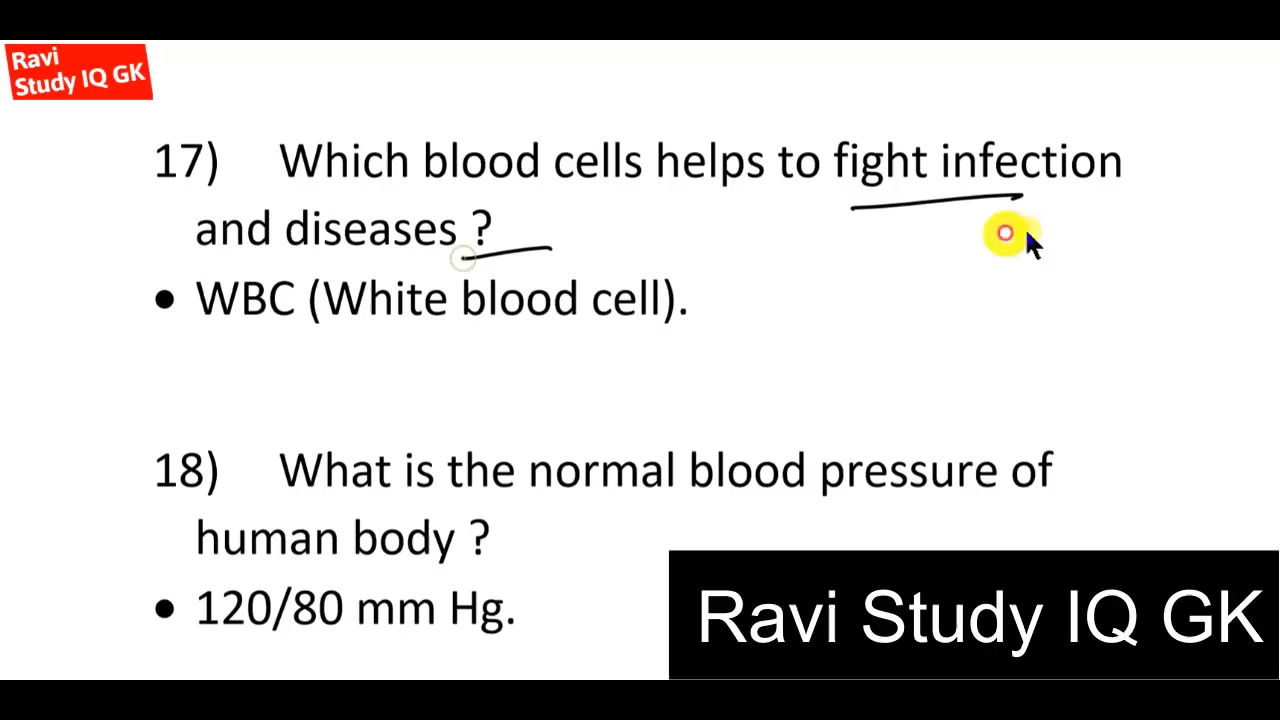 Ravi
Study IQ GK
17) Which blood cells helps to fight infection
and diseases ?
• WBC (White blood cell).
18) What is the normal blood pressure of
human body ?
• 120/80 mm Hg.
Ravi Study IQ GK